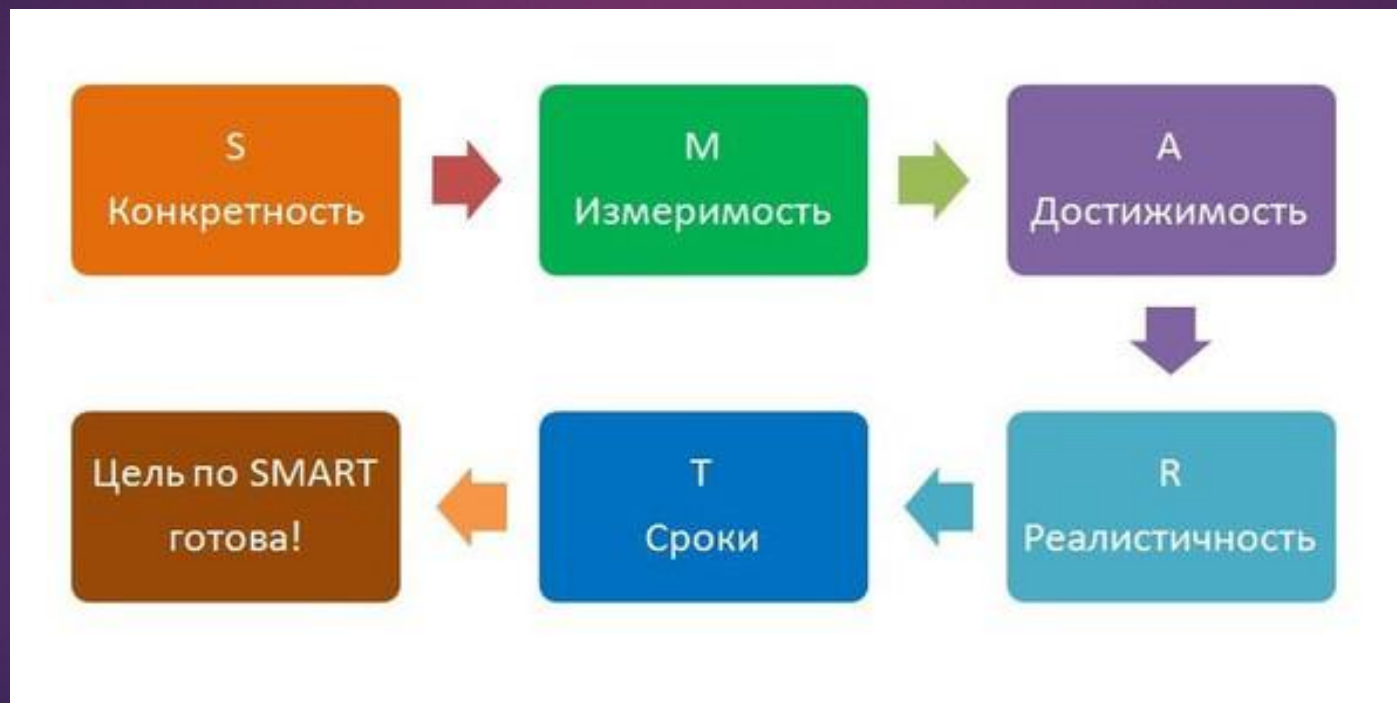 S
Конкретность
M
Измеримость
A
Достижимость
R
Реалистичность
T
Сроки
Цель по SMART
готова!